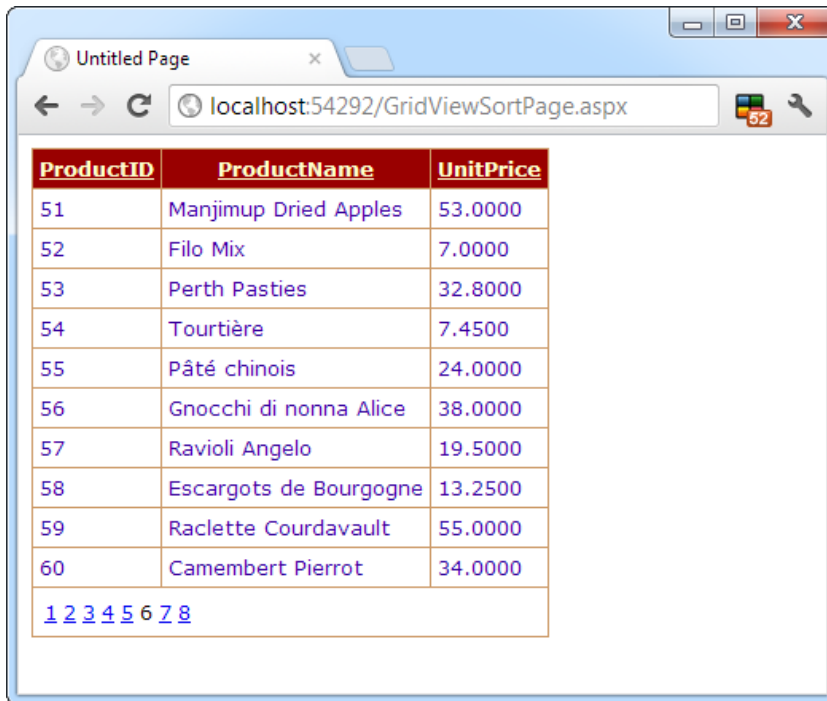 Untitled Page
localhost:54292/GridViewSortPage.aspx
52
ProductID ProductName UnitPrice
51 Manjimup Dried Apples 53.0000
52 Filo Mix 7.0000
53 Perth Pasties 32.8000
54 Tourtière 7.4500
55 Pâté chinois 24.0000
56 Gnocchi di nonna Alice 38.0000
57 Ravioli Angelo 19.5000
58 Escargots de Bourgogne 13.2500
59 Raclette Courdavault 55.0000
60 Camembert Pierrot 34.0000
1 2 3 4 5 6 7 8